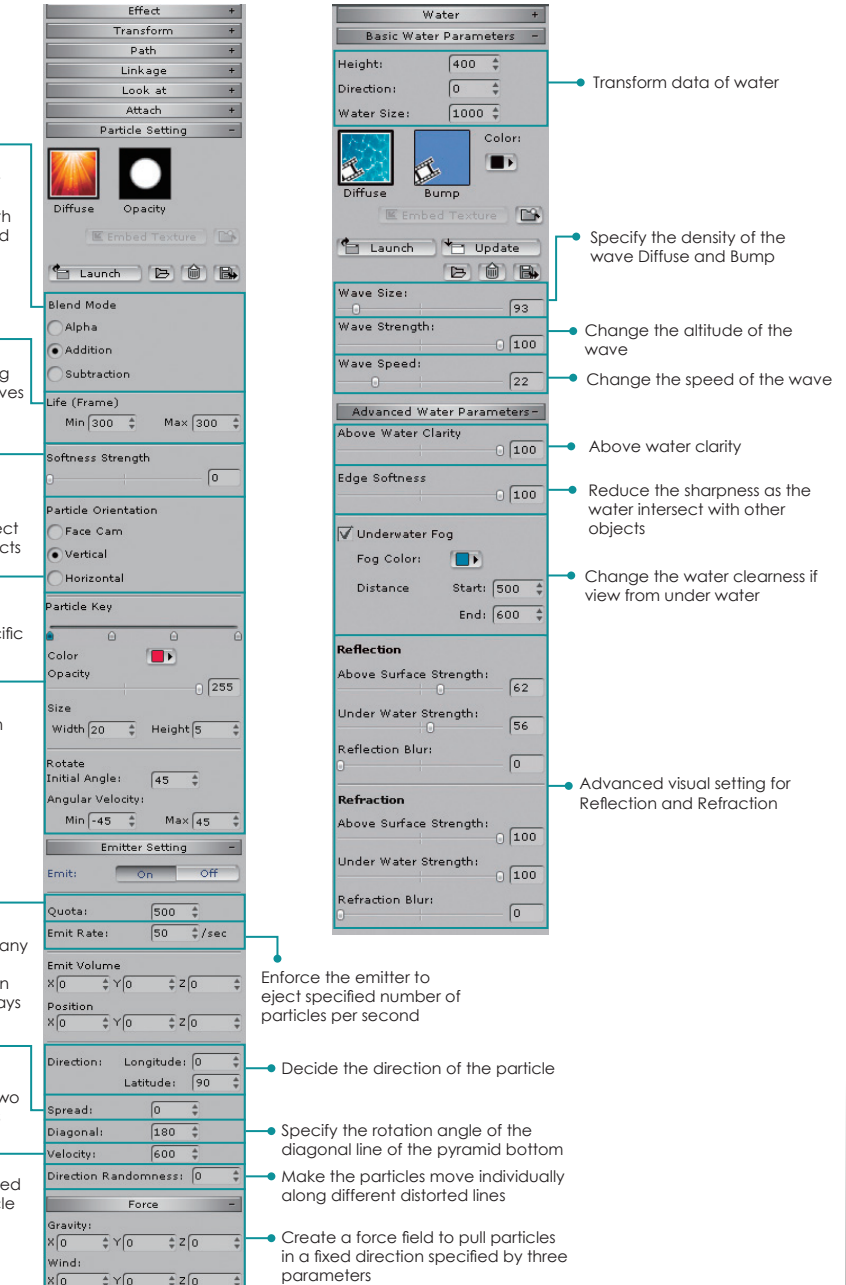 Effect +
Transform +
Path +
Linkage +
Look at +
Attach +
Particle Setting -
Diffuse Opacity
Embed Texture
Launch
Blend Mode
Alpha
Addition
Subtraction
Life (Frame)
Min 300 Max 300
Softness Strength
0
Particle Orientation
Face Cam
Vertical
Horizontal
Particle Key
Color
Opacity
255
Size
Width 20 Height 5
Rotate
Initial Angle: 45
Angular Velocity:
Min -45 Max 45
Emitter Setting -
Emit: On Off
Quota: 500
Emit Rate: 50 /sec
Emit Volume
X 0 Y 0 Z 0
Position
X 0 Y 0 Z 0
Direction: Longitude: 0
Latitude: 90
Spread: 0
Diagonal: 180
Velocity: 600
Direction Randomness: 0
Force -
Gravity:
X 0 Y 0 Z 0
Wind:
X 0 Y 0 Z 0
any
two
Enforce the emitter to
eject specified number of
particles per second
Decide the direction of the particle
Specify the rotation angle of the
diagonal line of the pyramid bottom
Make the particles move individually
along different distorted lines
Create a force field to pull particles
in a fixed direction specified by three
parameters
Water +
Basic Water Parameters -
Height: 400
Direction: 0
Water Size: 1000
Color:
Diffuse Bump
Embed Texture
Launch Update
Wave Size:
93
Wave Strength:
100
Wave Speed:
22
Advanced Water Parameters -
Above Water Clarity
100
Edge Softness
100
Underwater Fog
Fog Color:
Distance Start: 500
End: 600
Reflection
Above Surface Strength:
62
Under Water Strength:
56
Reflection Blur:
0
Refraction
Above Surface Strength:
100
Under Water Strength:
100
Refraction Blur:
0
Transform data of water
Specify the density of the
wave Diffuse and Bump
Change the altitude of the
wave
Change the speed of the wave
Above water clarity
Reduce the sharpness as the
water intersect with other
objects
Change the water clearness if
view from under water
Advanced visual setting for
Reflection and Refraction